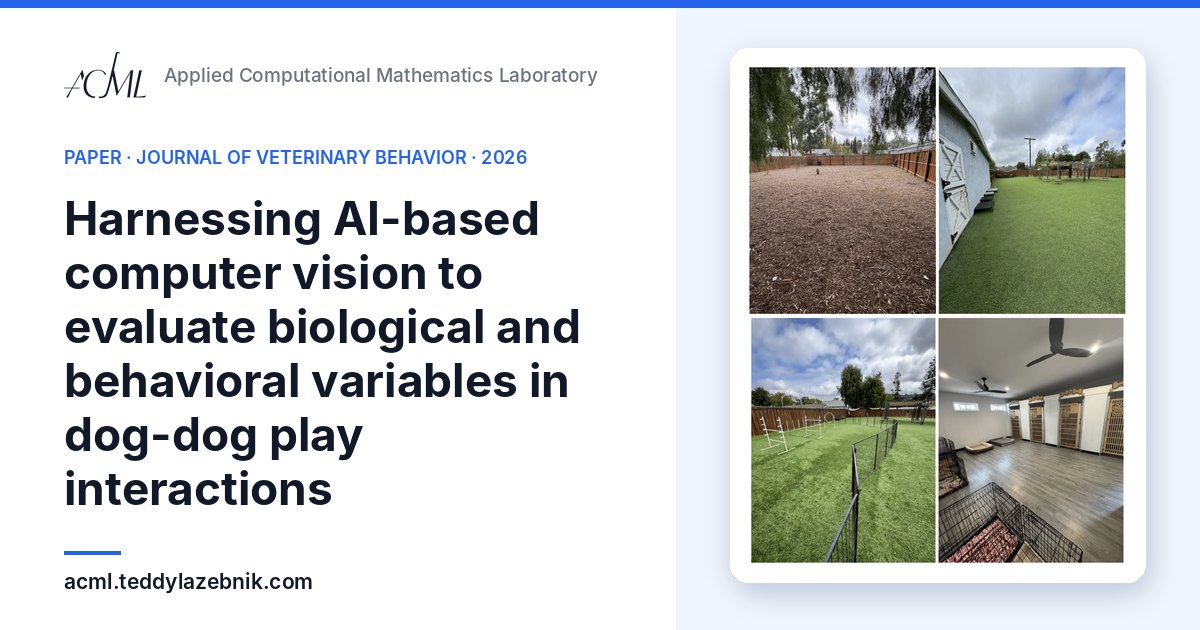 ACML
Applied Computational Mathematics Laboratory
PAPER · JOURNAL OF VETERINARY BEHAVIOR · 2026
Harnessing AI-based
computer vision to
evaluate biological and
behavioral variables in
dog-dog play
interactions
acml.teddylazebnik.com